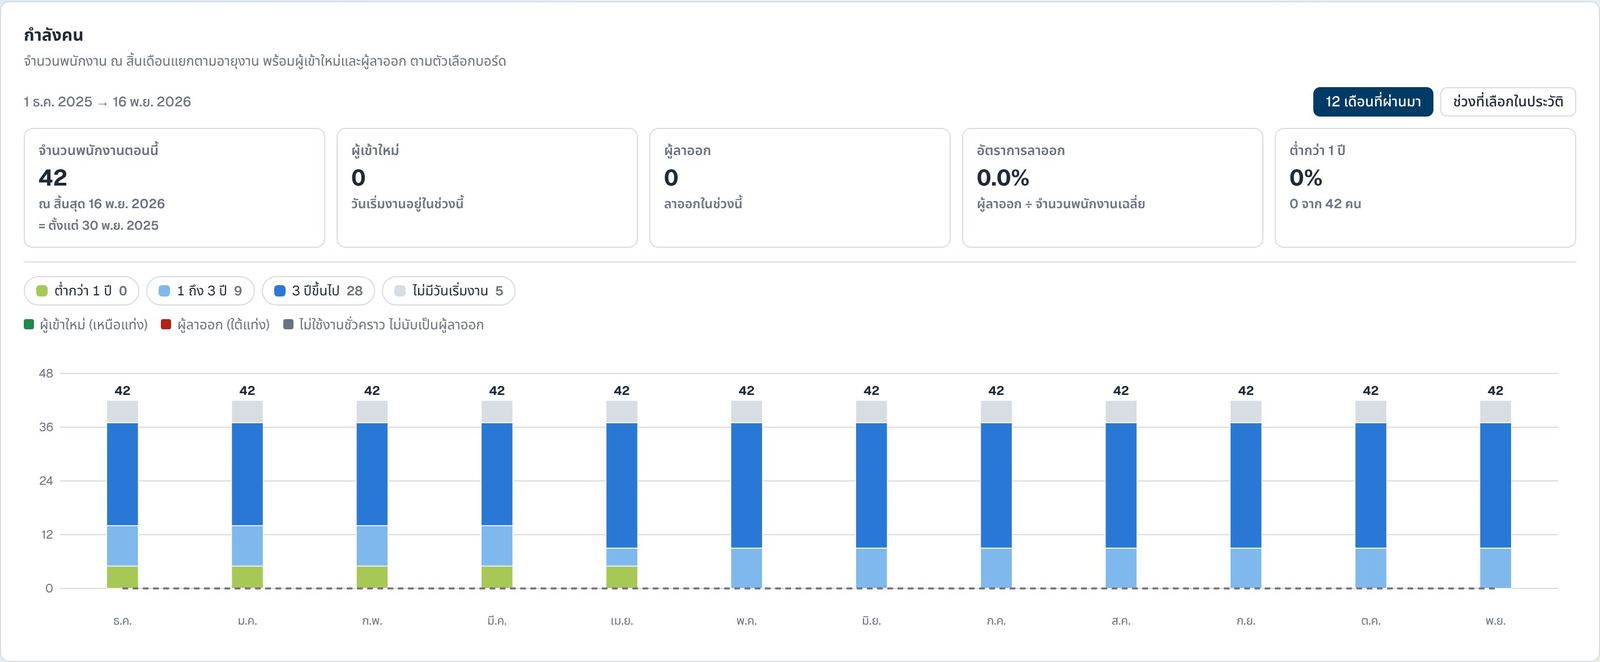 กำลังคน
จำนวนพนักงาน ณ สิ้นเดือนแยกตามอายุงาน พร้อมผู้เข้าใหม่และผู้ลาออก ตามตัวเลือกบอร์ด
1 ธ.ค. 2025 → 16 พ.ย. 2026
12 เดือนที่ผ่านมา
ช่วงที่เลือกในประวัติ
จำนวนพนักงานตอนนี้
42
ณ สิ้นสุด 16 พ.ย. 2026
= ตั้งแต่ 30 พ.ย. 2025
ผู้เข้าใหม่
0
วันเริ่มงานอยู่ในช่วงนี้
ผู้ลาออก
0
ลาออกในช่วงนี้
อัตราการลาออก
0.0%
ผู้ลาออก ÷ จำนวนพนักงานเฉลี่ย
ต่ำกว่า 1 ปี
0%
0 จาก 42 คน
ต่ำกว่า 1 ปี 0
1 ถึง 3 ปี 9
3 ปีขึ้นไป 28
ไม่มีวันเริ่มงาน 5
ผู้เข้าใหม่ (เหนือแท่ง)
ผู้ลาออก (ใต้แท่ง)
ไม่ใช้งานชั่วคราว ไม่นับเป็นผู้ลาออก
48
42 42 42 42 42 42 42 42 42 42 42 42
36
24
12
0
ธ.ค. ม.ค. ก.พ. มี.ค. เม.ย. พ.ค. มิ.ย. ก.ค. ส.ค. ก.ย. ต.ค. พ.ย.